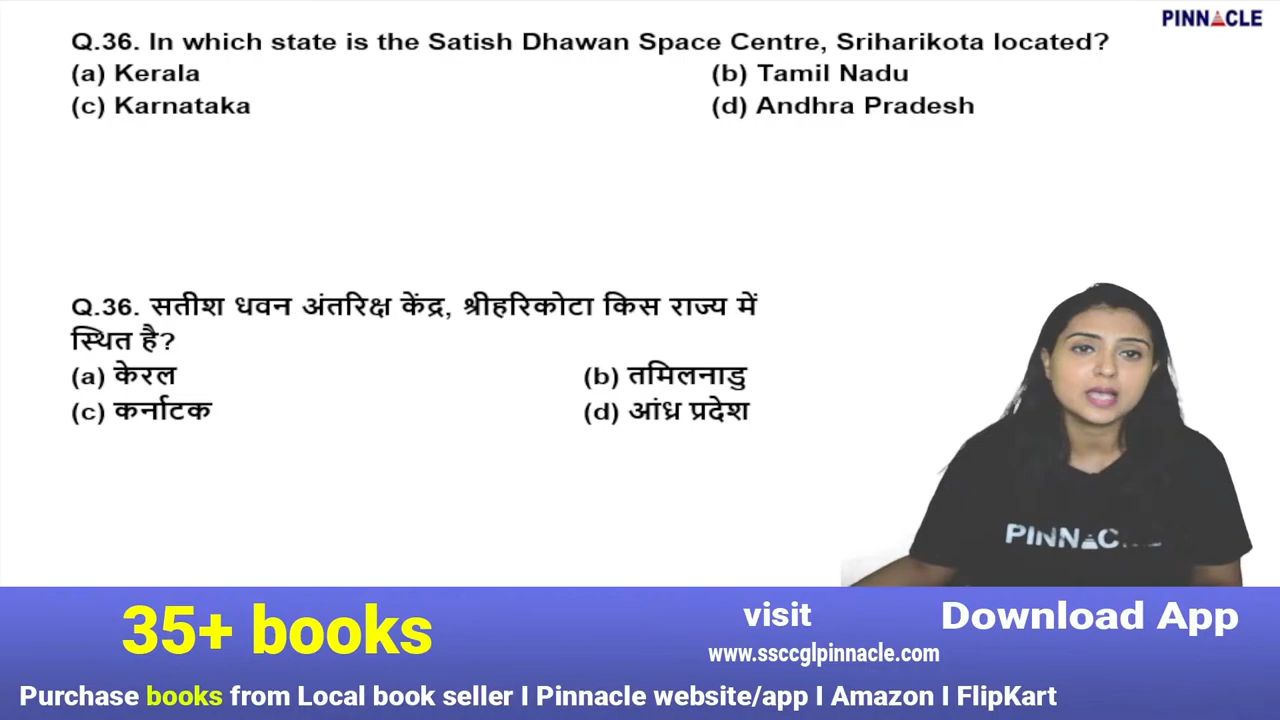 PINNACLE
Q.36. In which state is the Satish Dhawan Space Centre, Sriharikota located?
(a) Kerala (b) Tamil Nadu
(c) Karnataka (d) Andhra Pradesh
Q.36. सतीश धवन अंतरिक्ष केंद्र, श्रीहरिकोटा किस राज्य में
स्थित है?
(a) केरल (b) तमिलनाडु
(c) कर्नाटक (d) आंध्र प्रदेश
PINNAC
35+ books
visit
www.ssccglpinnacle.com
Download App
Purchase books from Local book seller I Pinnacle website/app I Amazon I FlipKart